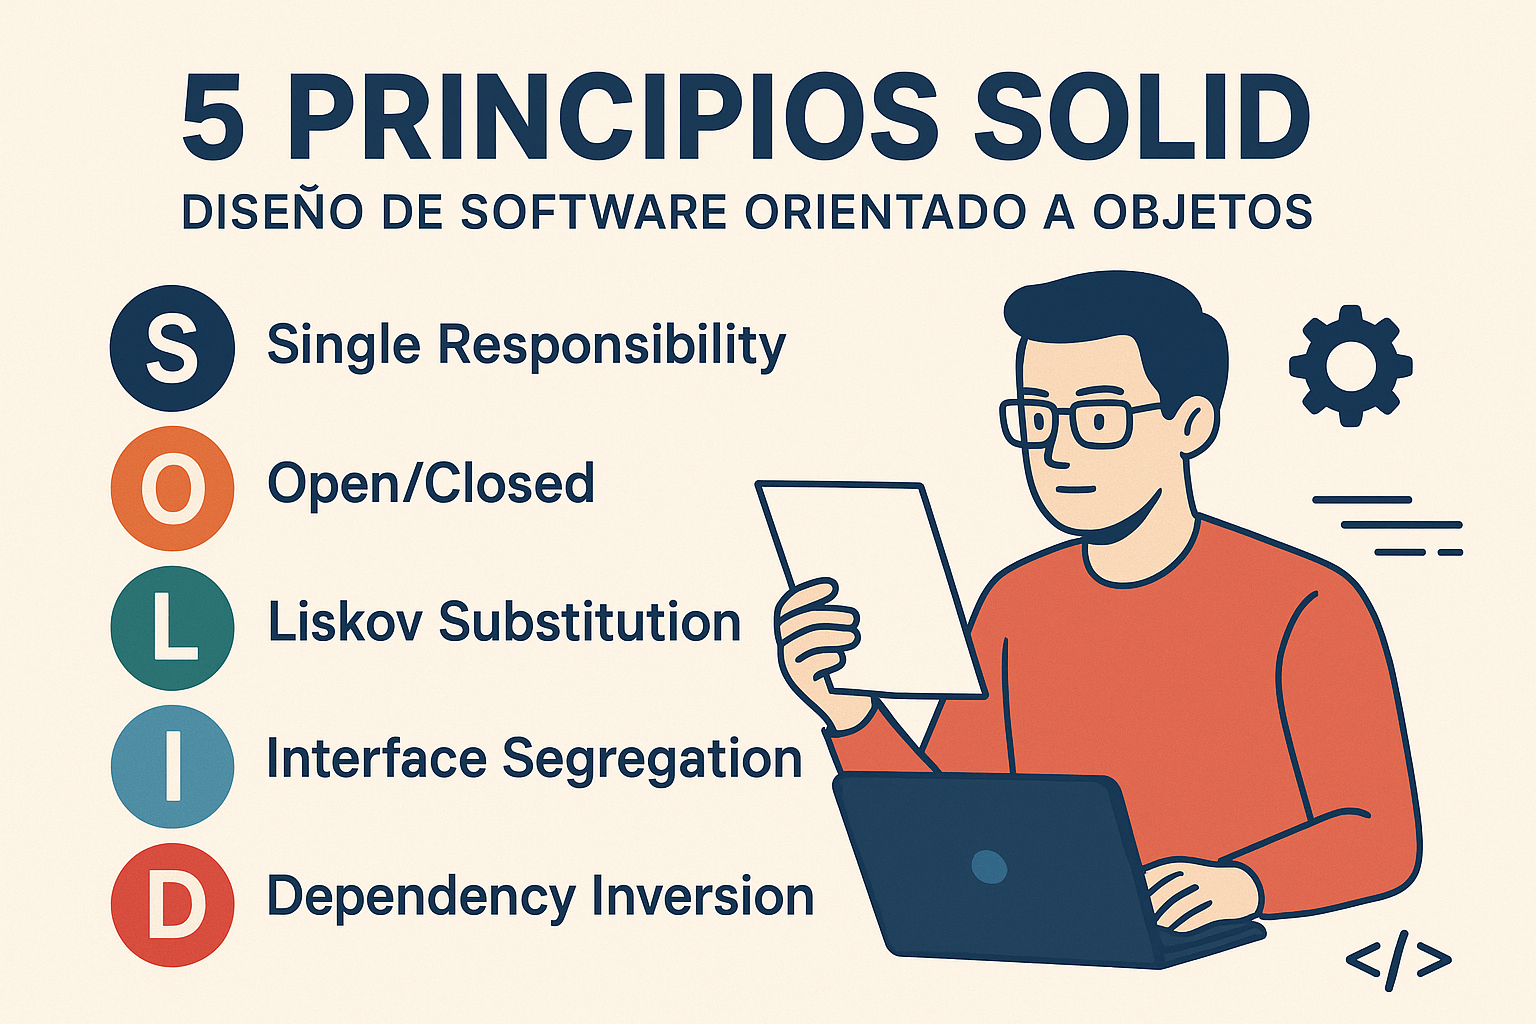 5 PRINCIPIOS SOLID
DISEÑO DE SOFTWARE ORIENTADO A OBJETOS
S Single Responsibility
O Open/Closed
L Liskov Substitution
I Interface Segregation
D Dependency Inversion
</>